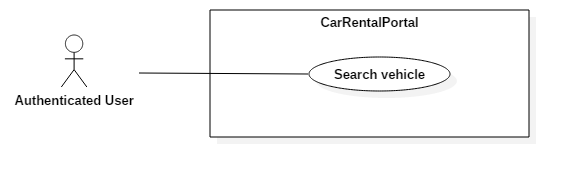 CarRentalPortal
Search vehicle
Authenticated User